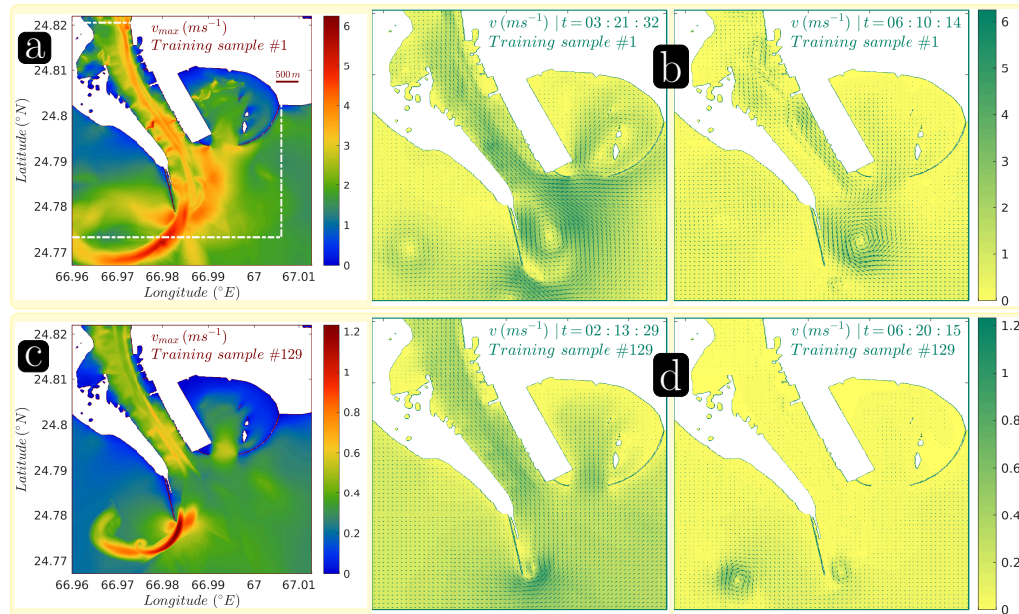 a
v_max (ms⁻¹)
Training sample #1
500 m
24.82
24.81
24.8
24.79
24.78
24.77
Latitude (°N)
66.96 66.97 66.98 66.99 67 67.01
Longitude (°E)
6
5
4
3
2
1
0
v (ms⁻¹) | t = 03 : 21 : 32
Training sample #1
b
v (ms⁻¹) | t = 06 : 10 : 14
Training sample #1
6
5
4
3
2
1
0
c
v_max (ms⁻¹)
Training sample #129
24.82
24.81
24.8
24.79
24.78
24.77
Latitude (°N)
66.96 66.97 66.98 66.99 67 67.01
Longitude (°E)
1.2
1
0.8
0.6
0.4
0.2
0
v (ms⁻¹) | t = 02 : 13 : 29
Training sample #129
d
v (ms⁻¹) | t = 06 : 20 : 15
Training sample #129
1.20
1
0.8
0.6
0.4
0.2
0